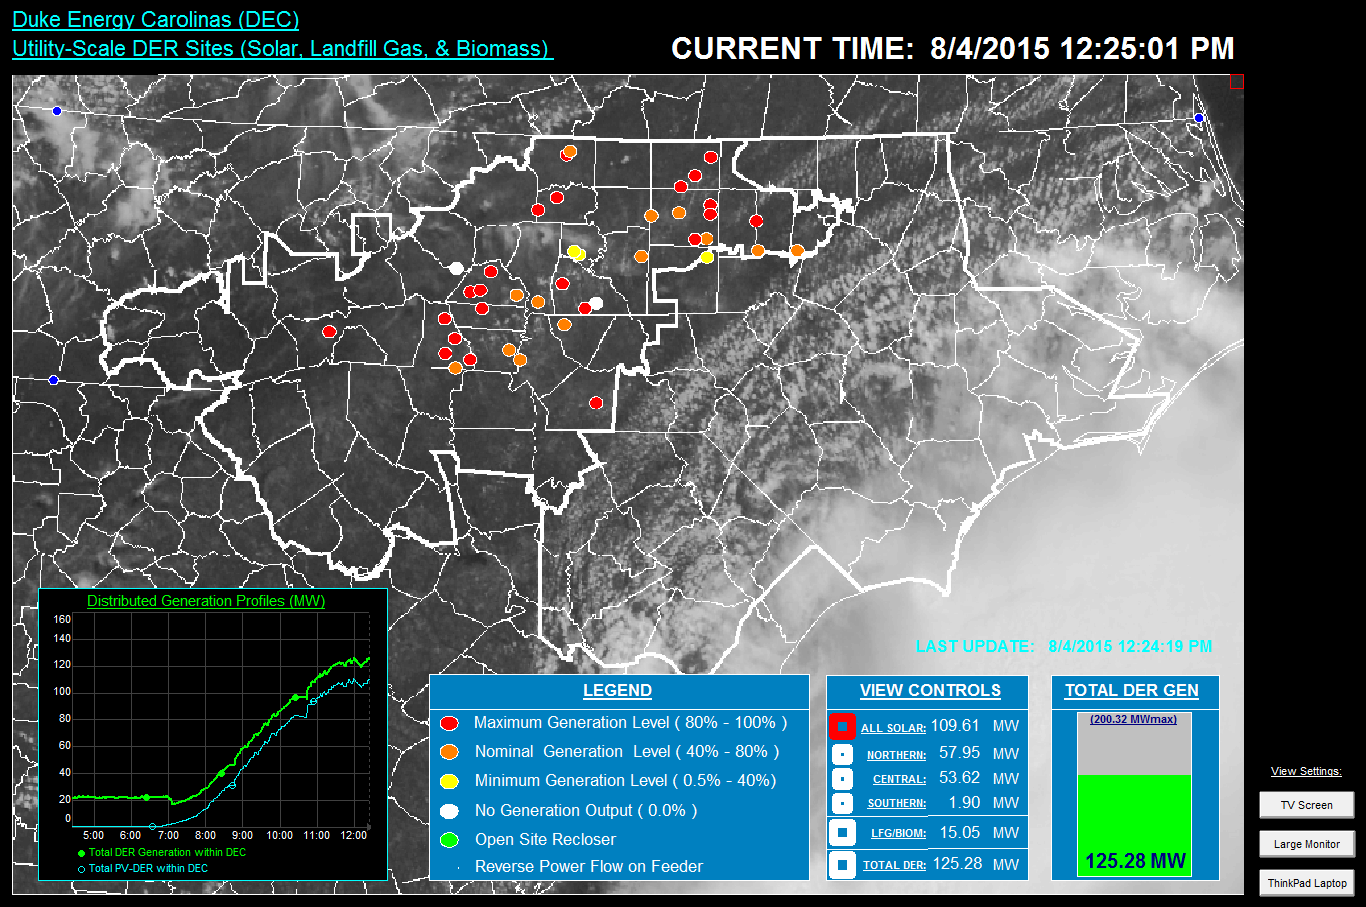 Duke Energy Carolinas (DEC)
Utility-Scale DER Sites (Solar, Landfill Gas, & Biomass)
CURRENT TIME: 8/4/2015 12:25:01 PM
LAST UPDATE: 8/4/2015 12:24:19 PM
Distributed Generation Profiles (MW)
160
140
120
100
80
60
40
20
0
5:00 6:00 7:00 8:00 9:00 10:00 11:00 12:00
Total DER Generation within DEC
Total PV-DER within DEC
LEGEND
Maximum Generation Level ( 80% - 100% )
Nominal Generation Level ( 40% - 80% )
Minimum Generation Level ( 0.5% - 40%)
No Generation Output ( 0.0% )
Open Site Recloser
Reverse Power Flow on Feeder
VIEW CONTROLS
ALL SOLAR: 109.61 MW
NORTHERN: 57.95 MW
CENTRAL: 53.62 MW
SOUTHERN: 1.90 MW
LFG/BIOM: 15.05 MW
TOTAL DER: 125.28 MW
TOTAL DER GEN
(200.32 MWmax)
125.28 MW
View Settings:
TV Screen
Large Monitor
ThinkPad Laptop